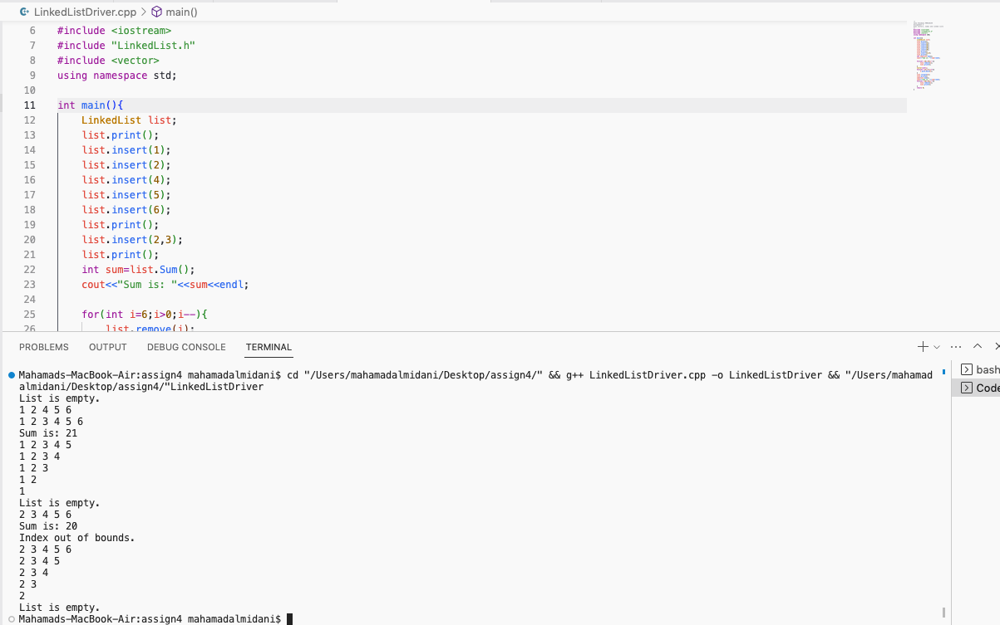 LinkedListDriver.cpp > main()
6 #include <iostream>
7 #include "LinkedList.h"
8 #include <vector>
9 using namespace std;
10
11 int main(){
12 LinkedList list;
13 list.print();
14 list.insert(1);
15 list.insert(2);
16 list.insert(4);
17 list.insert(5);
18 list.insert(6);
19 list.print();
20 list.insert(2,3);
21 list.print();
22 int sum=list.Sum();
23 cout<<"Sum is: "<<sum<<endl;
24
25 for(int i=6;i>0;i--){
26 list.remove(i);
PROBLEMS OUTPUT DEBUG CONSOLE TERMINAL
Mahamads-MacBook-Air:assign4 mahamadalmidani$ cd "/Users/mahamadalmidani/Desktop/assign4/" && g++ LinkedListDriver.cpp -o LinkedListDriver && "/Users/mahamad
almidani/Desktop/assign4/"LinkedListDriver
List is empty.
1 2 4 5 6
1 2 3 4 5 6
Sum is: 21
1 2 3 4 5
1 2 3 4
1 2 3
1 2
1
List is empty.
2 3 4 5 6
Sum is: 20
Index out of bounds.
2 3 4 5 6
2 3 4 5
2 3 4
2 3
2
List is empty.
Mahamads-MacBook-Air:assign4 mahamadalmidani$
bash
Code